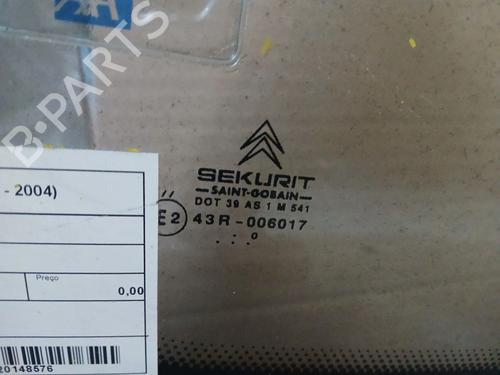 B-PARTS
SEKURIT
SAINT-GOBAIN
DOT 39 AS 1 M 541
E2 43R-006017
- 2004)
Preço
0,00
20148576